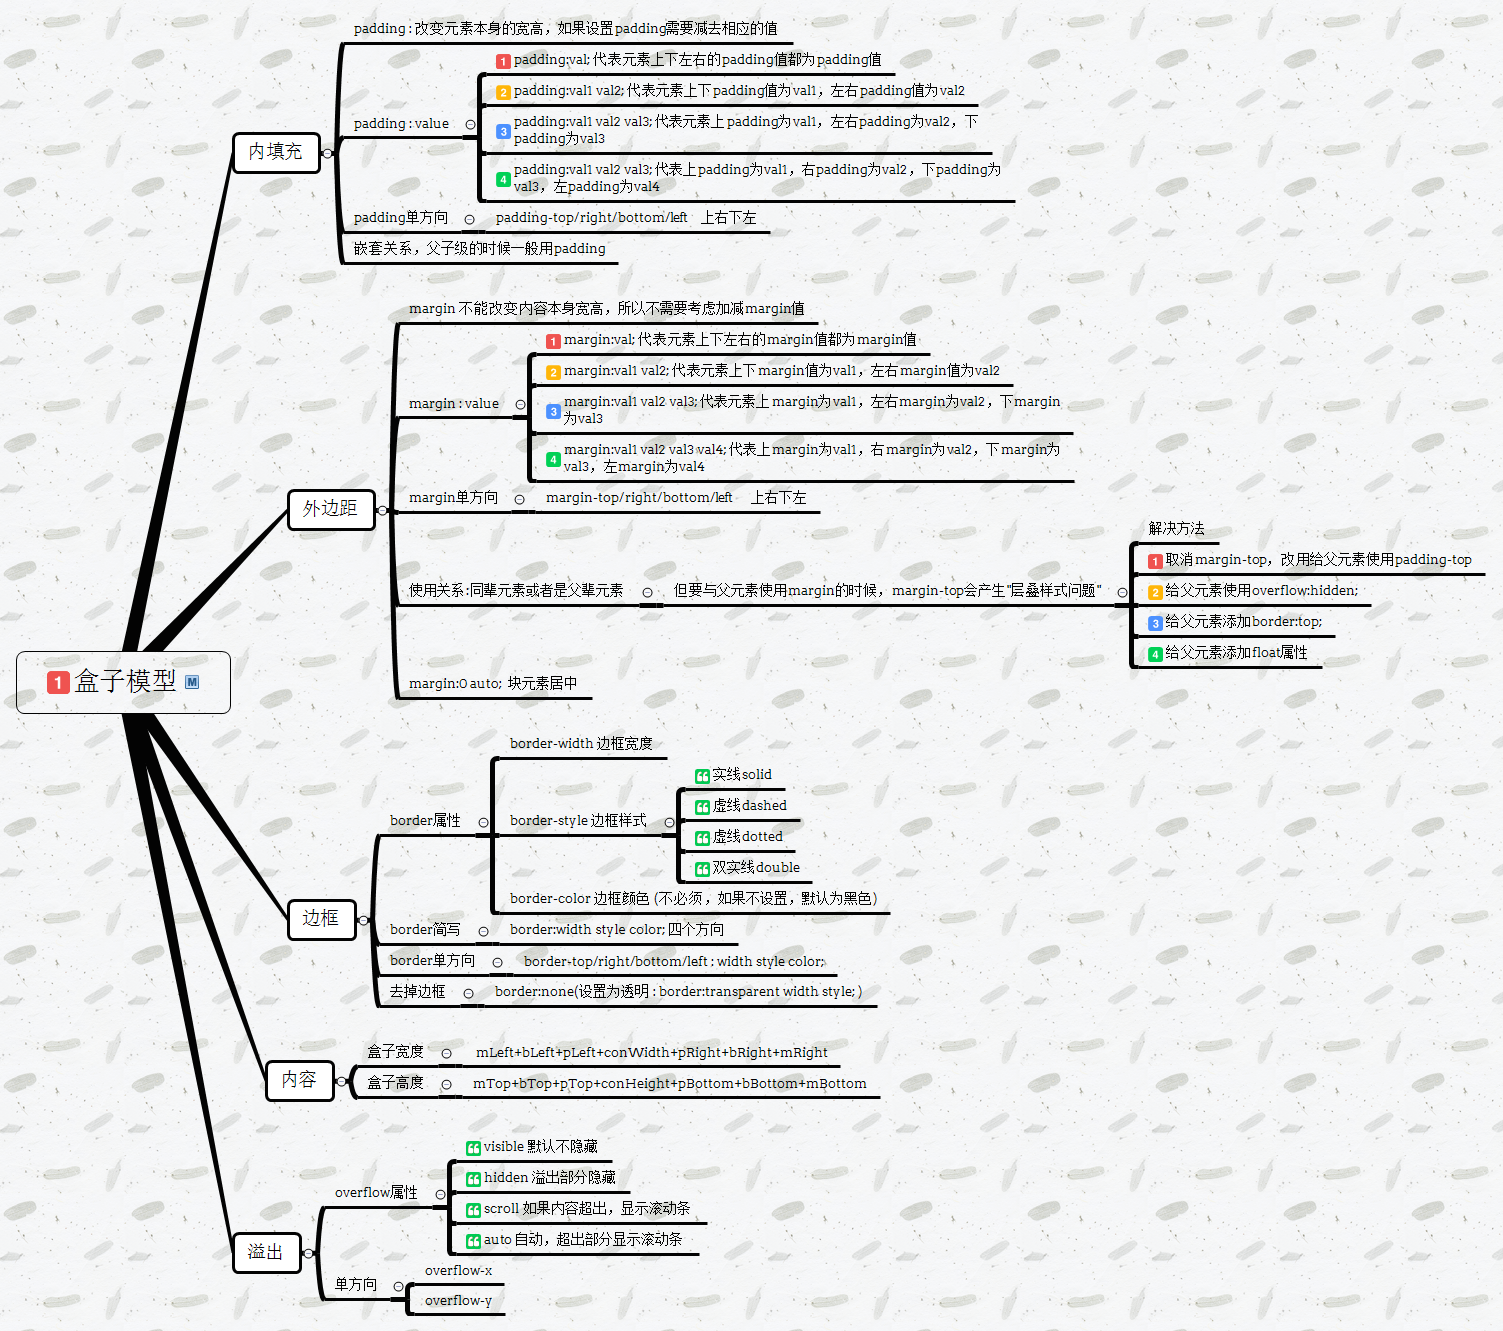 padding : 改变元素本身的宽高，如果设置padding需要减去相应的值
1 padding:val; 代表元素上下左右的padding值都为padding值
2 padding:val1 val2; 代表元素上下padding值为val1，左右padding值为val2
padding : value
3 padding:val1 val2 val3; 代表元素上padding为val1，左右padding为val2，下
padding为val3
内填充
4 padding:val1 val2 val3; 代表上padding为val1，右padding为val2，下padding为
val3，左padding为val4
padding单方向 padding-top/right/bottom/left 上右下左
嵌套关系，父子级的时候一般用padding
margin 不能改变内容本身宽高，所以不需要考虑加减margin值
1 margin:val; 代表元素上下左右的margin值都为margin值
2 margin:val1 val2; 代表元素上下margin值为val1，左右margin值为val2
margin : value
3 margin:val1 val2 val3; 代表元素上margin为val1，左右margin为val2，下margin
为val3
4 margin:val1 val2 val3 val4; 代表上margin为val1，右margin为val2，下margin为
val3，左margin为val4
margin单方向 margin-top/right/bottom/left 上右下左
外边距
解决方法
1 取消margin-top，改用给父元素使用padding-top
使用关系:同辈元素或者是父辈元素 但要与父元素使用margin的时候，margin-top会产生"层叠样式问题"
2 给父元素使用overflow:hidden;
3 给父元素添加border:top;
4 给父元素添加float属性
margin:0 auto; 块元素居中
1 盒子模型 M
border-width 边框宽度
实线solid
虚线dashed
border属性 border-style 边框样式
虚线dotted
双实线double
border-color 边框颜色 (不必须，如果不设置，默认为黑色)
边框
border简写 border:width style color; 四个方向
border单方向 border-top/right/bottom/left : width style color;
去掉边框 border:none(设置为透明 : border:transparent width style; )
盒子宽度 mLeft+bLeft+pLeft+conWidth+pRight+bRight+mRight
内容
盒子高度 mTop+bTop+pTop+conHeight+pBottom+bBottom+mBottom
visible 默认不隐藏
hidden 溢出部分隐藏
overflow属性
scroll 如果内容超出，显示滚动条
auto 自动，超出部分显示滚动条
溢出
单方向
overflow-x
overflow-y